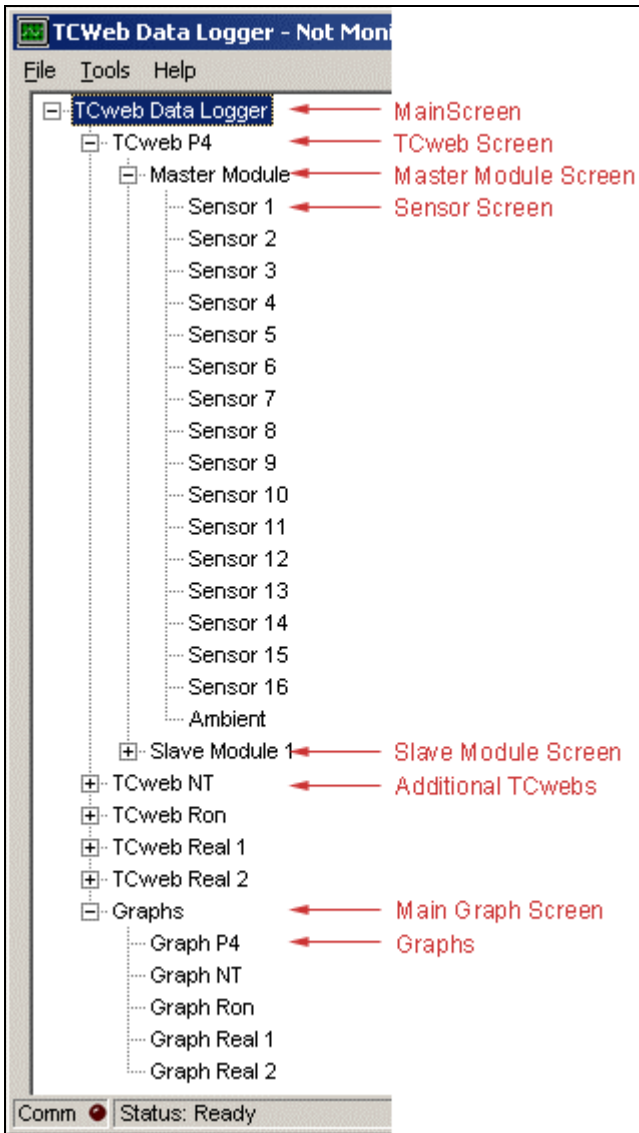 TCWeb Data Logger - Not Moni
File Tools Help
TCweb Data Logger MainScreen
TCweb P4 TCweb Screen
Master Module Master Module Screen
Sensor 1 Sensor Screen
Sensor 2
Sensor 3
Sensor 4
Sensor 5
Sensor 6
Sensor 7
Sensor 8
Sensor 9
Sensor 10
Sensor 11
Sensor 12
Sensor 13
Sensor 14
Sensor 15
Sensor 16
Ambient
Slave Module 1 Slave Module Screen
TCweb NT Additional TCwebs
TCweb Ron
TCweb Real 1
TCweb Real 2
Graphs Main Graph Screen
Graph P4 Graphs
Graph NT
Graph Ron
Graph Real 1
Graph Real 2
Comm Status: Ready